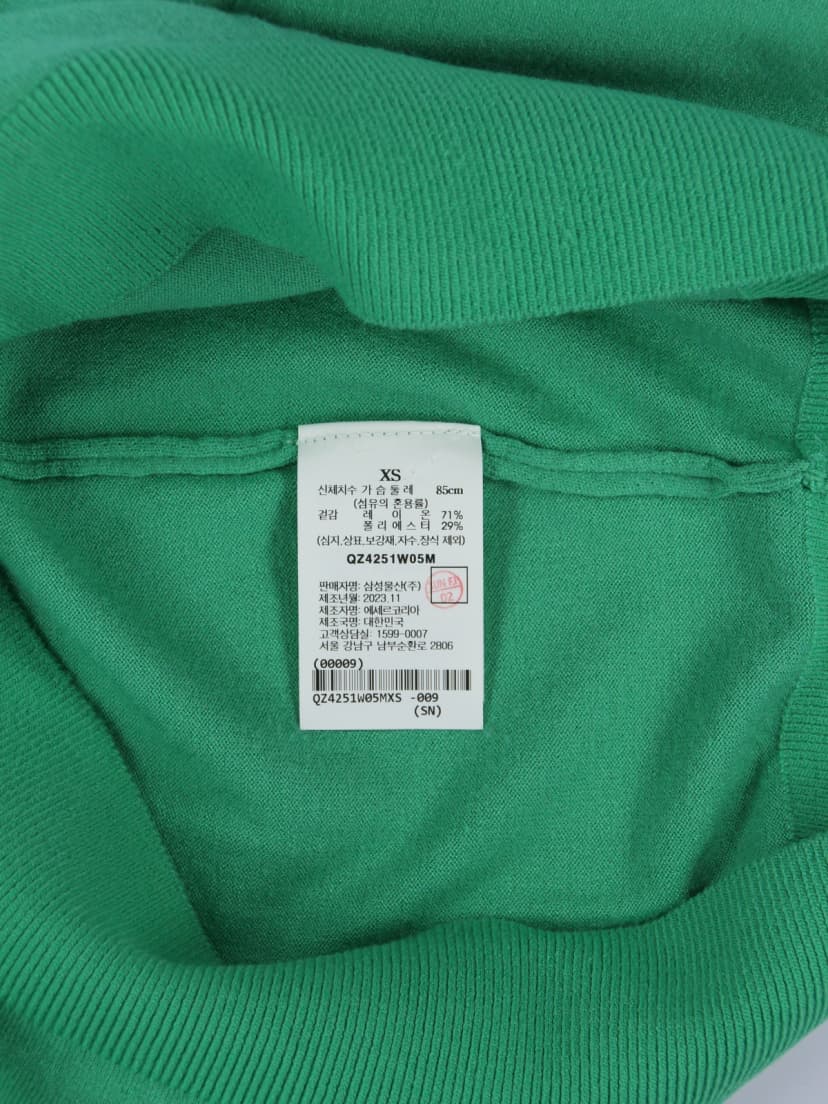 XS
신체치수 가슴둘레 85cm
(섬유의 혼용률)
겉감 레이온 71%
폴리에스터 29%
(심지,상표,보강재,자수,장식 제외)
QZ4251W05M
판매자명: 삼성물산(주)
제조년월: 2023.11
제조자명: 에세르코리아
제조국명: 대한민국
고객상담실: 1599-0007
서울 강남구 남부순환로 2806
02
(00009)
QZ4251W05MXS -009
(SN)